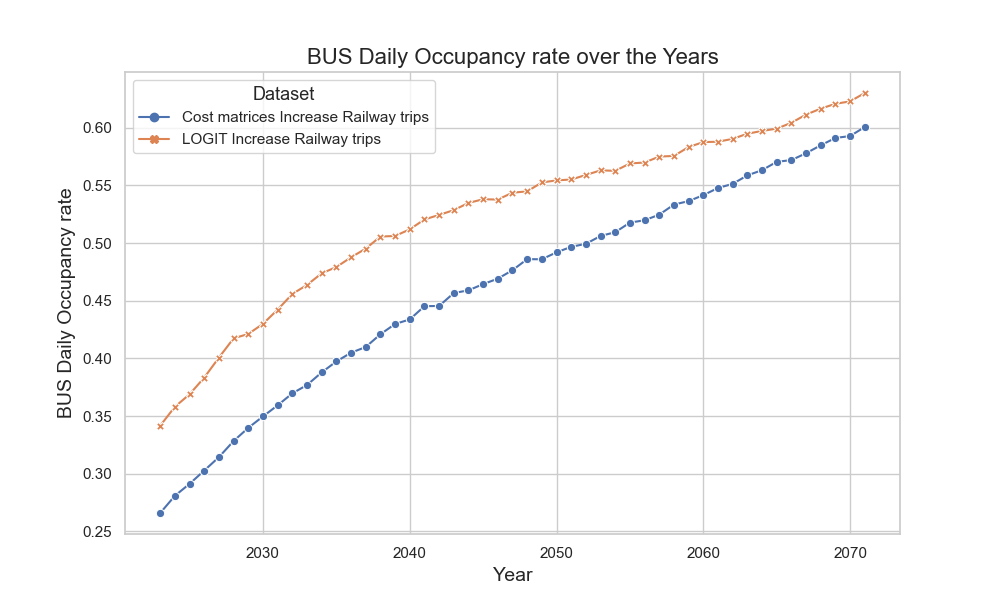 BUS Daily Occupancy rate over the Years
Dataset
Cost matrices Increase Railway trips
LOGIT Increase Railway trips
BUS Daily Occupancy rate
0.60
0.55
0.50
0.45
0.40
0.35
0.30
0.25
2030 2040 2050 2060 2070
Year